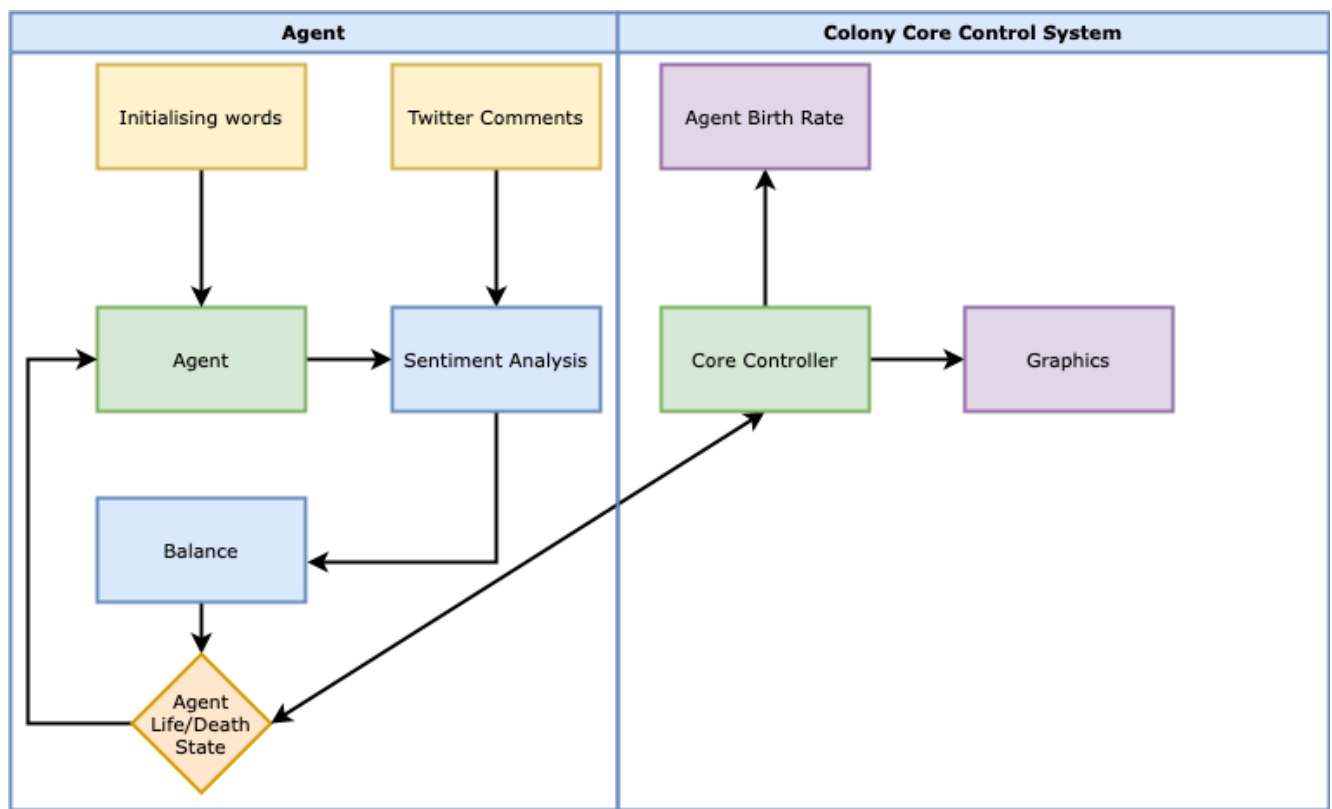 Agent
Colony Core Control System
Initialising words
Twitter Comments
Agent Birth Rate
Agent
Sentiment Analysis
Core Controller
Graphics
Balance
Agent
Life/Death
State